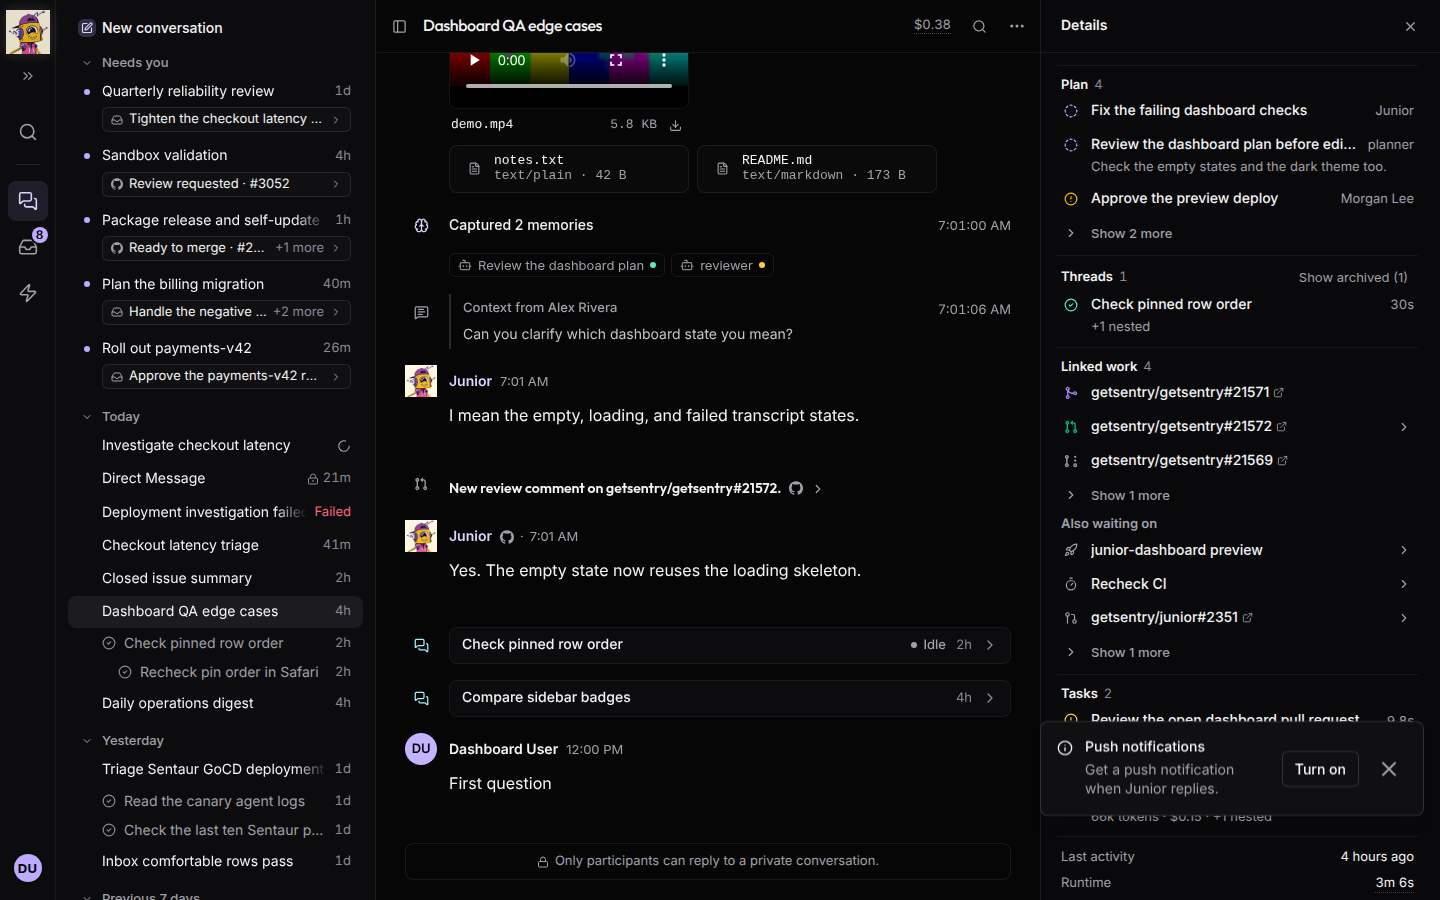 New conversation
Needs you
Quarterly reliability review 1d
Tighten the checkout latency ...
Sandbox validation 4h
Review requested · #3052
Package release and self-update 1h
Ready to merge · #2... +1 more
Plan the billing migration 40m
Handle the negative ... +2 more
Roll out payments-v42 26m
Approve the payments-v42 r...
Today
Investigate checkout latency
Direct Message 21m
Deployment investigation failed Failed
Checkout latency triage 41m
Closed issue summary 2h
Dashboard QA edge cases 4h
Check pinned row order 2h
Recheck pin order in Safari 2h
Daily operations digest 4h
Yesterday
Triage Sentaur GoCD deployment 1d
Read the canary agent logs 1d
Check the last ten Sentaur p... 1d
Inbox comfortable rows pass 1d
Previous 7 days
8
DU
Dashboard QA edge cases $0.38
0:00
demo.mp4 5.8 KB
notes.txt
text/plain · 42 B
README.md
text/markdown · 173 B
Captured 2 memories 7:01:00 AM
Review the dashboard plan
reviewer
Context from Alex Rivera 7:01:06 AM
Can you clarify which dashboard state you mean?
Junior 7:01 AM
I mean the empty, loading, and failed transcript states.
New review comment on getsentry/getsentry#21572.
Junior · 7:01 AM
Yes. The empty state now reuses the loading skeleton.
Check pinned row order Idle 2h
Compare sidebar badges 4h
DU Dashboard User 12:00 PM
First question
Only participants can reply to a private conversation.
Details
Plan 4
Fix the failing dashboard checks Junior
Review the dashboard plan before edi... planner
Check the empty states and the dark theme too.
Approve the preview deploy Morgan Lee
Show 2 more
Threads 1 Show archived (1)
Check pinned row order 30s
+1 nested
Linked work 4
getsentry/getsentry#21571
getsentry/getsentry#21572
getsentry/getsentry#21569
Show 1 more
Also waiting on
junior-dashboard preview
Recheck CI
getsentry/junior#2351
Show 1 more
Tasks 2
Review the open dashboard pull request 9.8s
Push notifications
Get a push notification
when Junior replies.
Turn on
66k tokens · $0.15 · +1 nested
Last activity 4 hours ago
Runtime 3m 6s